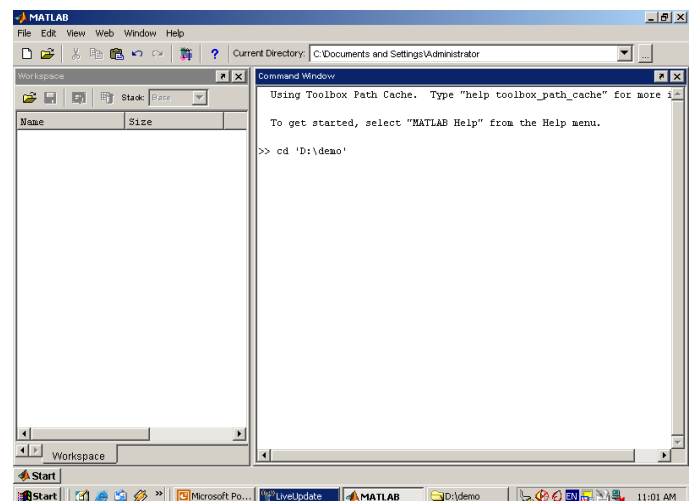 MATLAB
File Edit View Web Window Help
? Current Directory: C:\Documents and Settings\Administrator ...
Workspace
Stack: Base
Name Size
Workspace
Command Window
Using Toolbox Path Cache. Type "help toolbox_path_cache" for more i
To get started, select "MATLAB Help" from the Help menu.
>> cd 'D:\demo'
Start
Start » Microsoft Po... LiveUpdate MATLAB D:\demo EN 11:01 AM